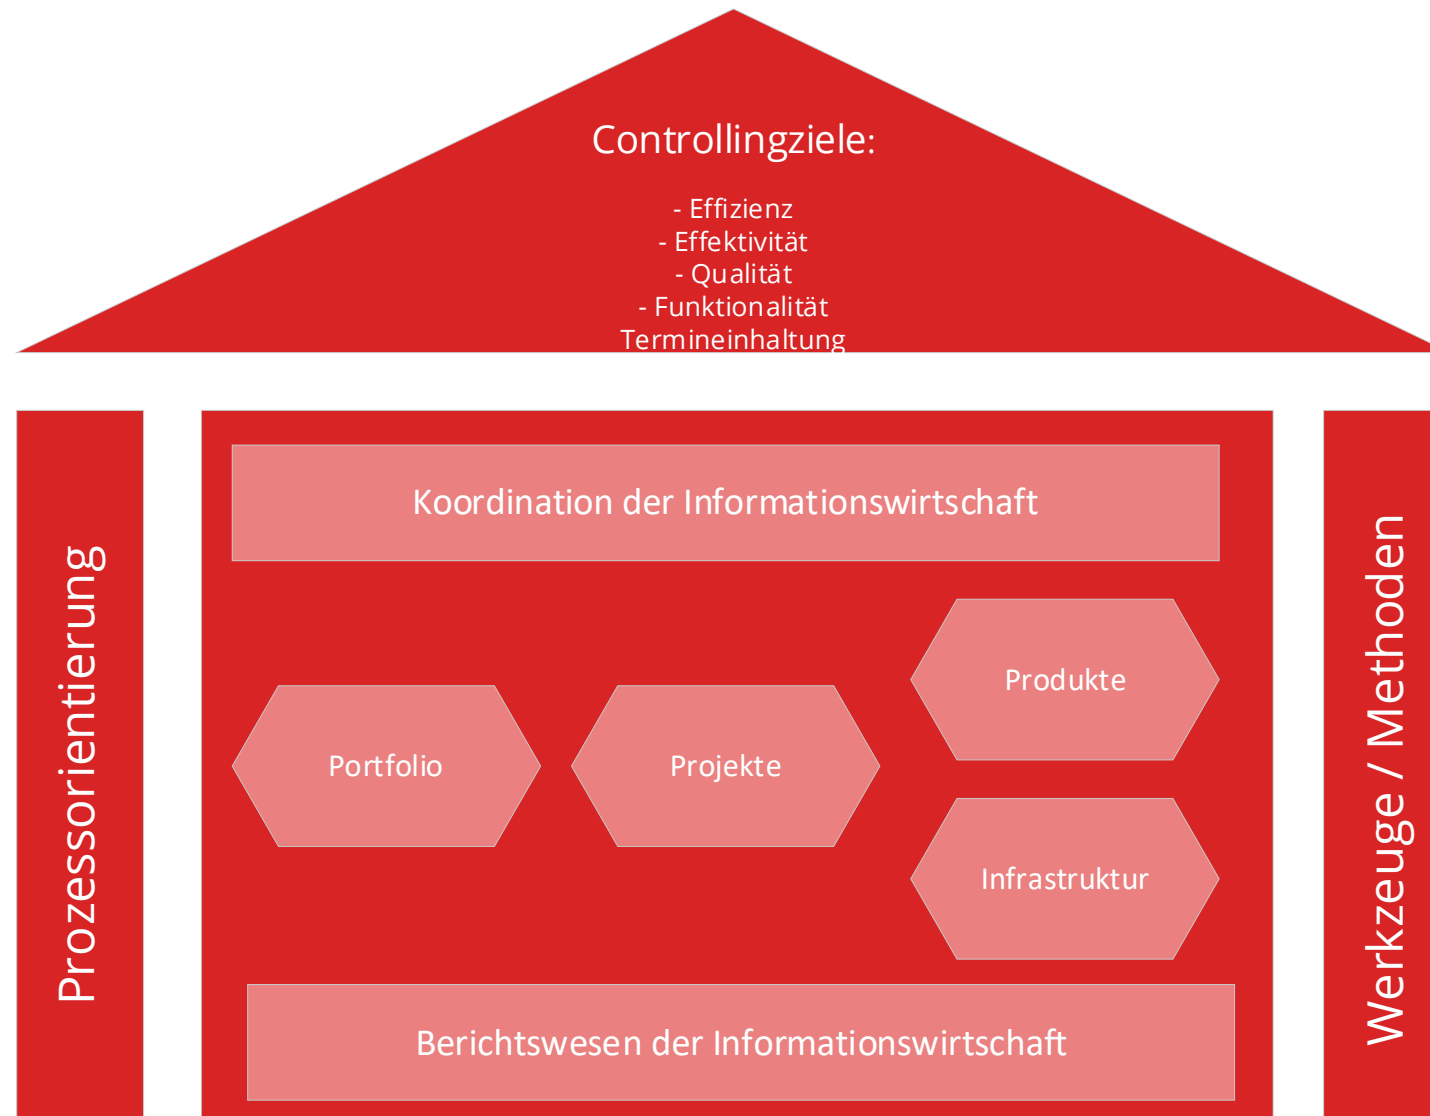 Controllingziele:
- Effizienz
- Effektivität
- Qualität
- Funktionalität
Termineinhaltung
Prozessorientierung
Koordination der Informationswirtschaft
Portfolio
Projekte
Produkte
Infrastruktur
Berichtswesen der Informationswirtschaft
Werkzeuge / Methoden